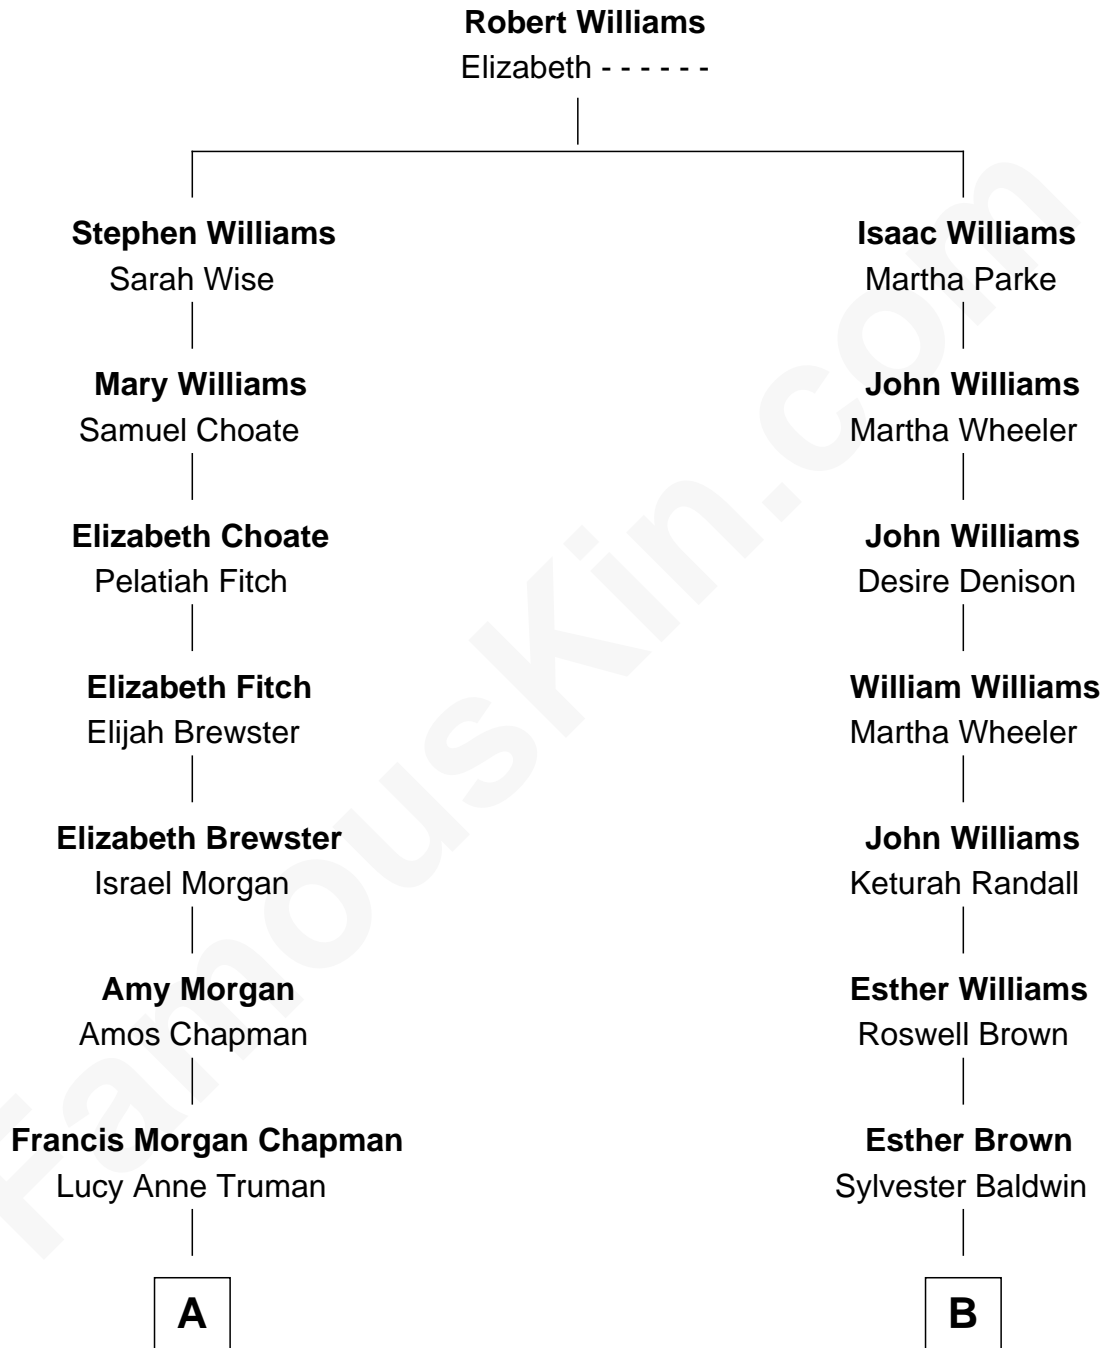 Robert Williams
Elizabeth - - - - - -
Stephen Williams
Sarah Wise
Isaac Williams
Martha Parke
Mary Williams
Samuel Choate
John Williams
Martha Wheeler
Elizabeth Choate
Pelatiah Fitch
John Williams
Desire Denison
Elizabeth Fitch
Elijah Brewster
William Williams
Martha Wheeler
Elizabeth Brewster
Israel Morgan
John Williams
Keturah Randall
Amy Morgan
Amos Chapman
Esther Williams
Roswell Brown
Francis Morgan Chapman
Lucy Anne Truman
Esther Brown
Sylvester Baldwin
A
B
FamousKin.com